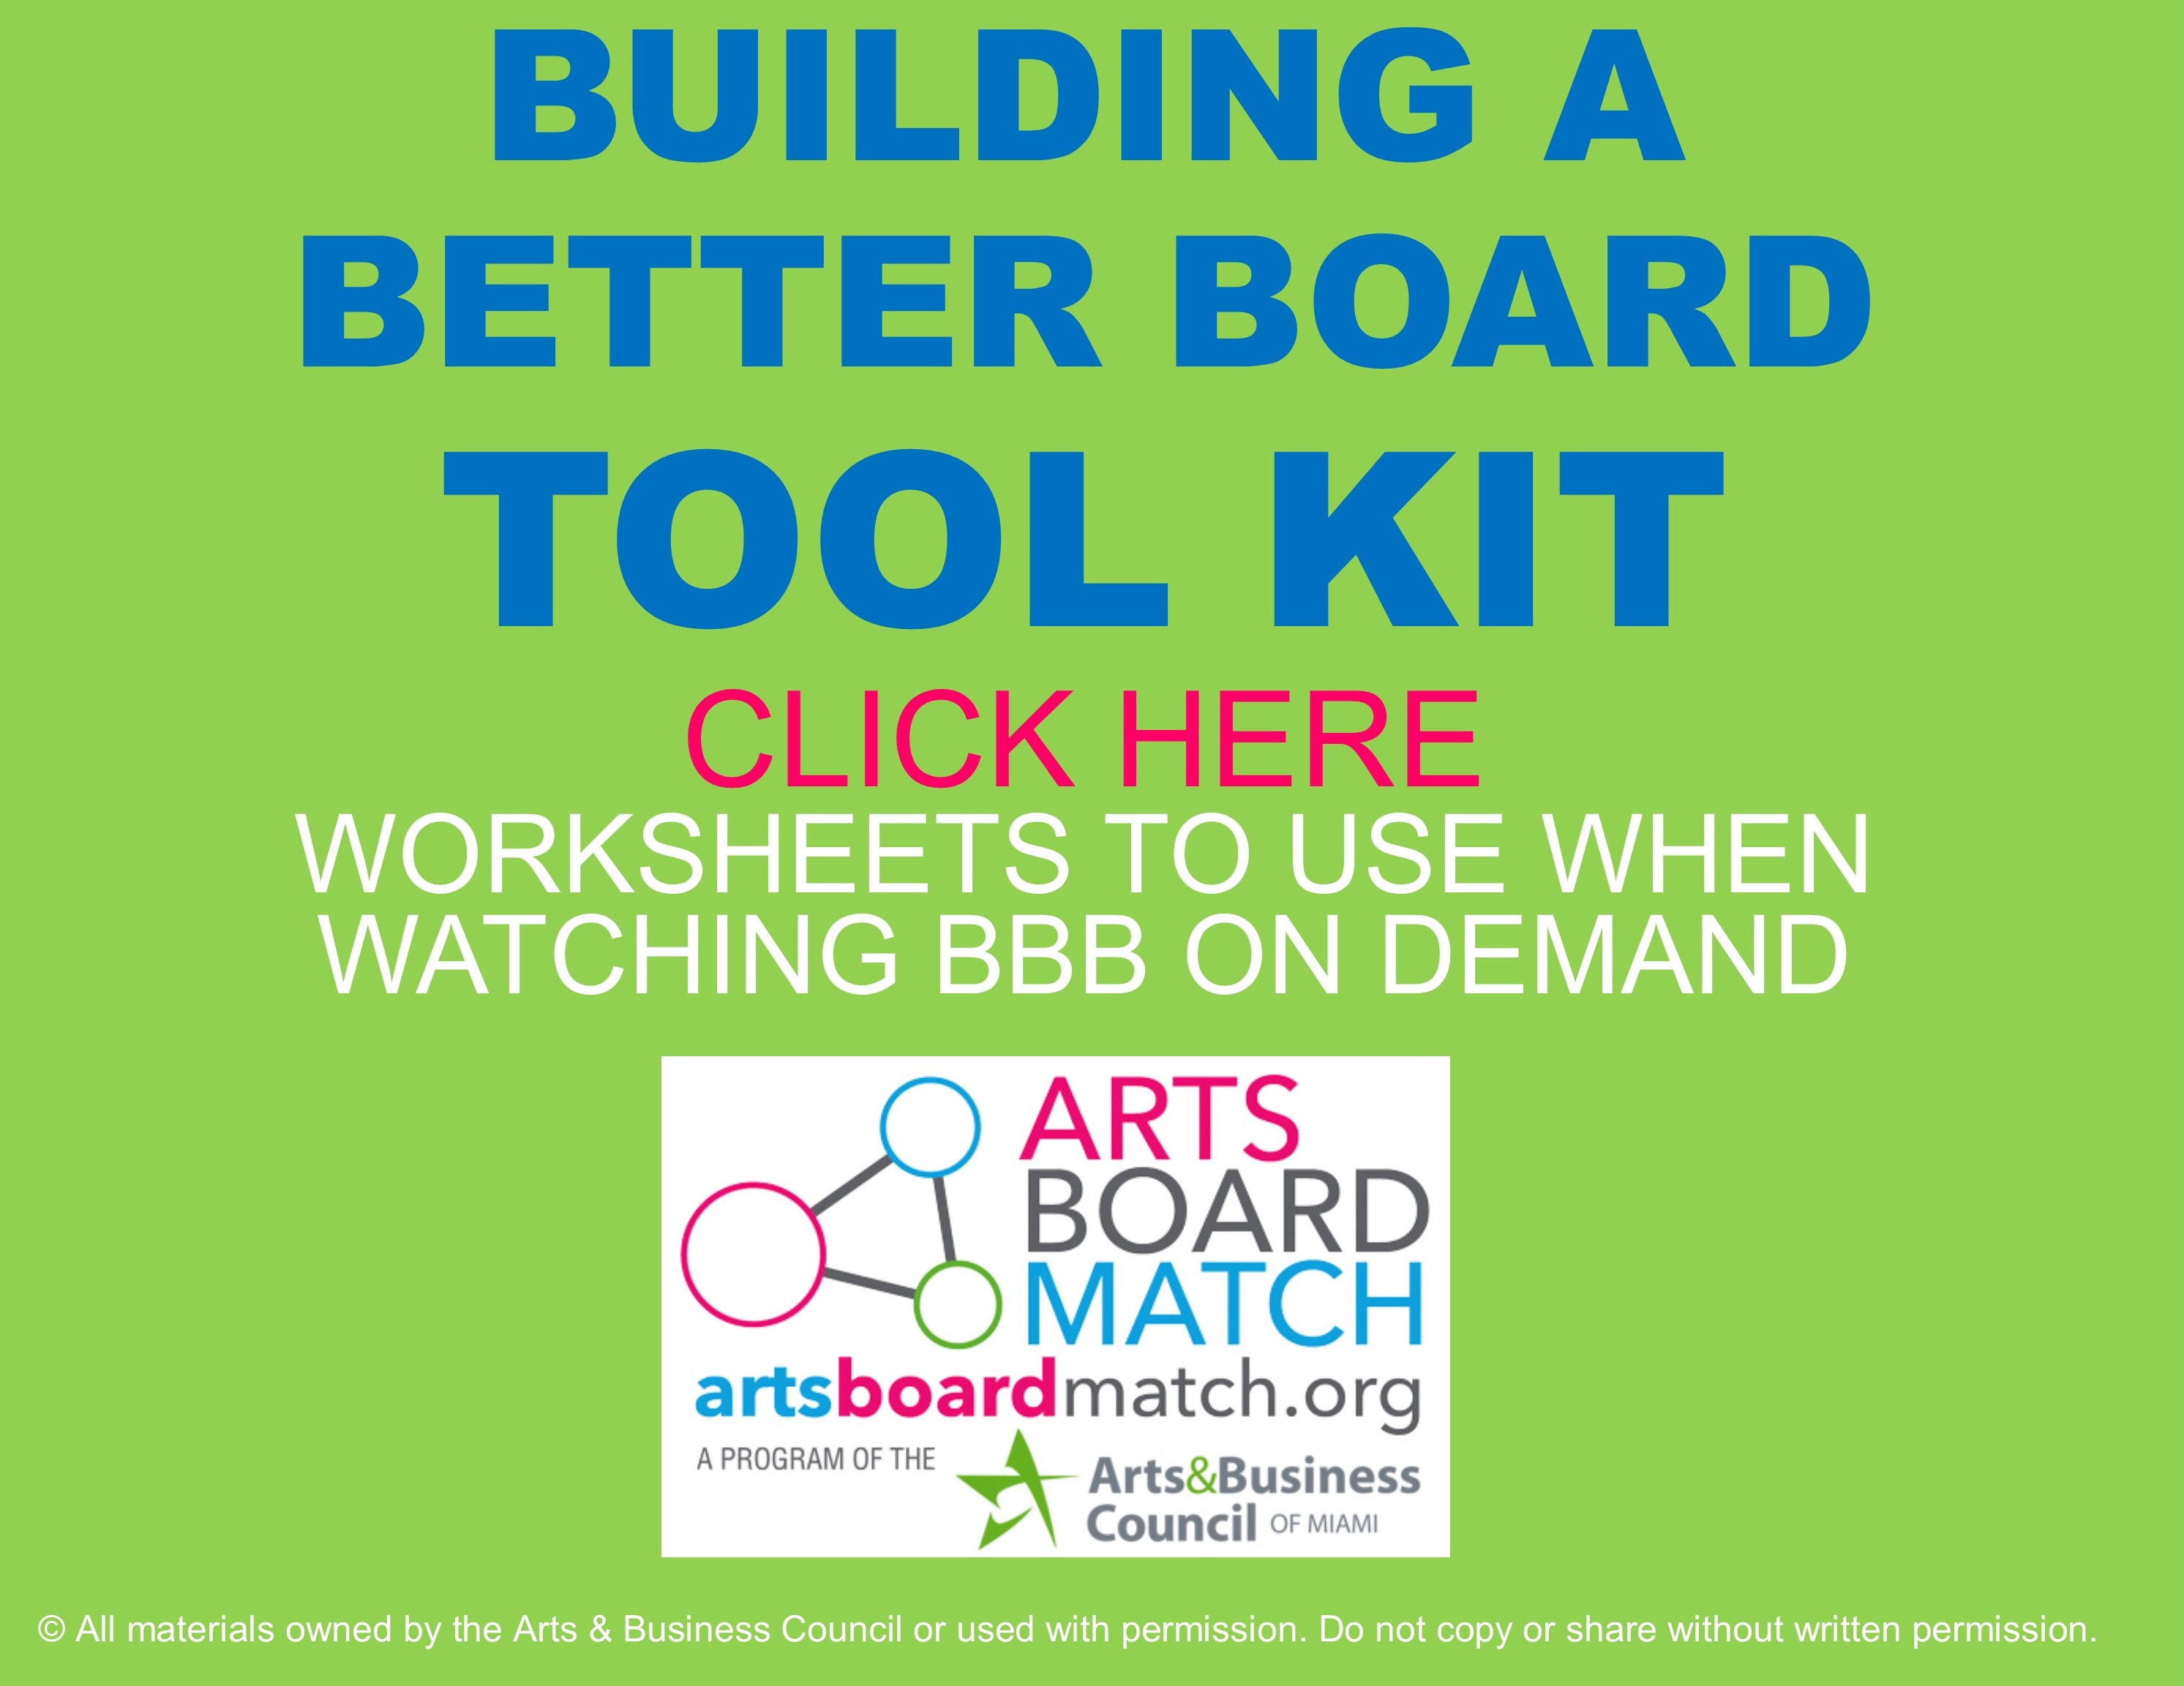 BUILDING A
BETTER BOARD
TOOL KIT
CLICK HERE
WORKSHEETS TO USE WHEN
WATCHING BBB ON DEMAND
ARTS
BOARD
MATCH
artsboardmatch.org
A PROGRAM OF THE
Arts&Business
Council OF MIAMI
© All materials owned by the Arts & Business Council or used with permission. Do not copy or share without written permission.